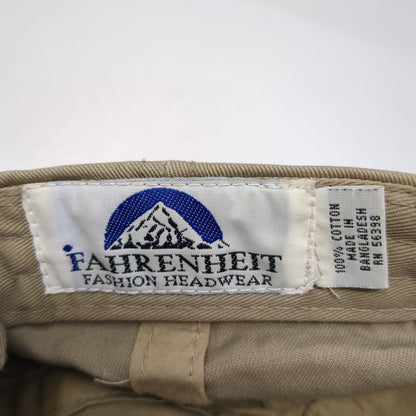 FAHRENHEIT
FASHION HEADWEAR
100% COTTON
MADE IN
BANGLADESH
RN 56398